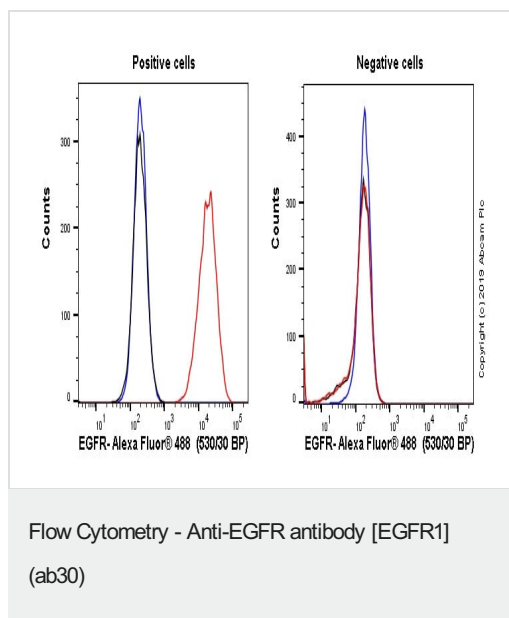 Positive cells
Negative cells
Counts
300
200
100
0
10^1 10^2 10^3 10^4 10^5
EGFR- Alexa Fluor® 488 (530/30 BP)
Counts
400
300
200
100
0
10^1 10^2 10^3 10^4 10^5
EGFR- Alexa Fluor® 488 (530/30 BP)
Copyright (c) 2019 Abcam Plc
Flow Cytometry - Anti-EGFR antibody [EGFR1]
(ab30)